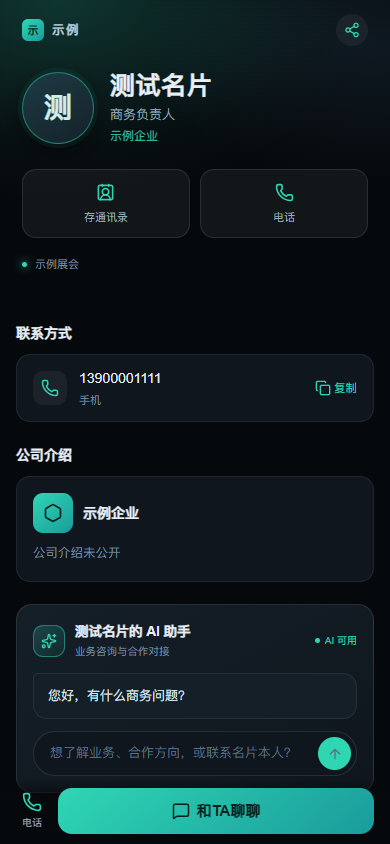 示 示例
测
测试名片
商务负责人
示例企业
存通讯录
电话
示例展会
联系方式
13900001111
手机
复制
公司介绍
示例企业
公司介绍未公开
测试名片的 AI 助手
业务咨询与合作对接
AI 可用
您好，有什么商务问题?
想了解业务、合作方向，或联系名片本人?
电话
和TA聊聊